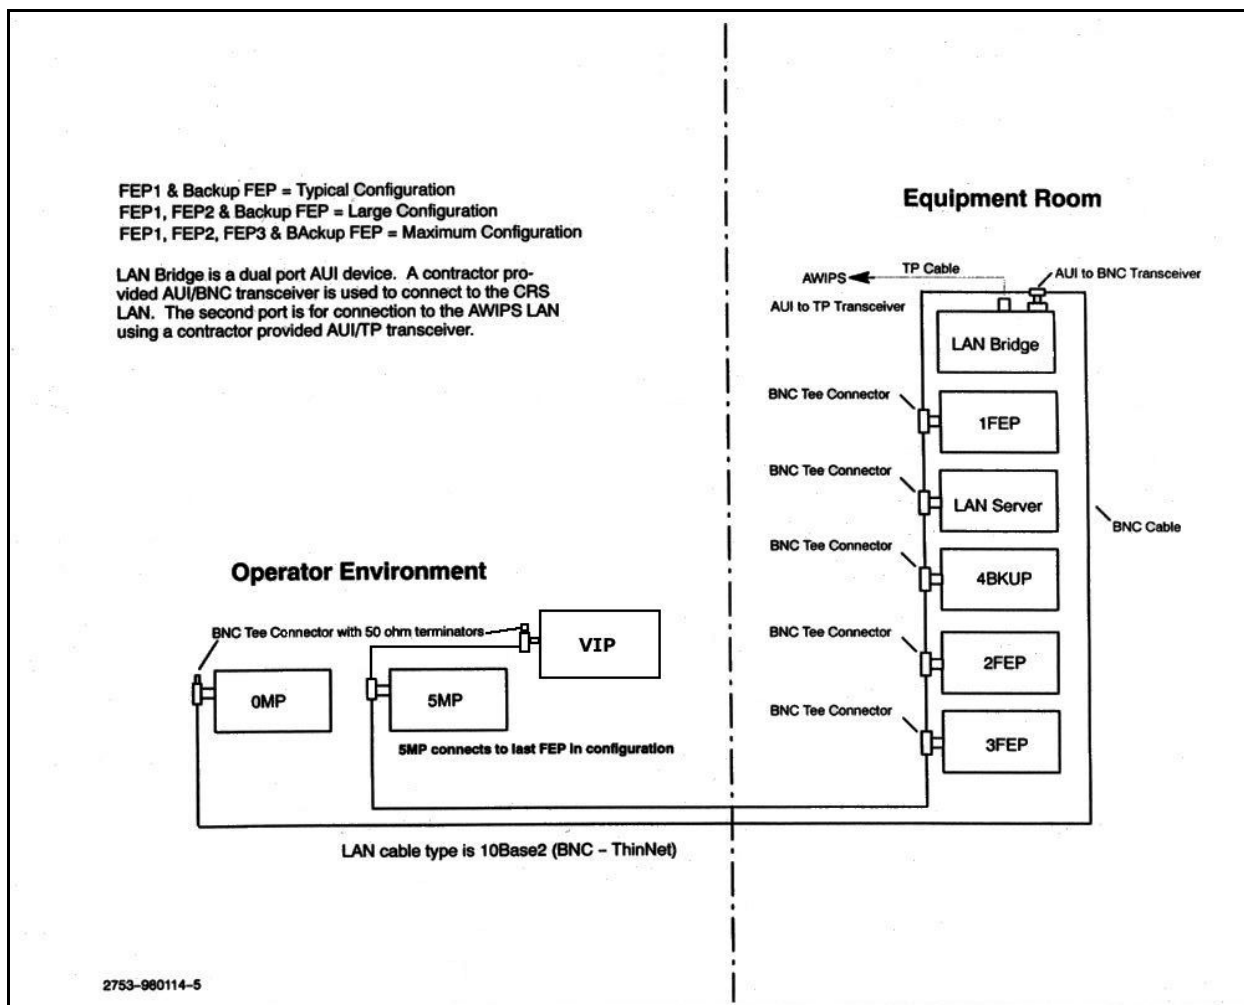 FEP1 & Backup FEP = Typical Configuration
FEP1, FEP2 & Backup FEP = Large Configuration
FEP1, FEP2, FEP3 & BAckup FEP = Maximum Configuration
LAN Bridge is a dual port AUI device. A contractor pro-
vided AUI/BNC transceiver is used to connect to the CRS
LAN. The second port is for connection to the AWIPS LAN
using a contractor provided AUI/TP transceiver.
Equipment Room
AWIPS
TP Cable
AUI to BNC Transceiver
AUI to TP Transceiver
LAN Bridge
BNC Tee Connector
1FEP
BNC Tee Connector
LAN Server
BNC Cable
BNC Tee Connector
4BKUP
BNC Tee Connector
2FEP
BNC Tee Connector
3FEP
Operator Environment
BNC Tee Connector with 50 ohm terminators
VIP
0MP
5MP
5MP connects to last FEP in configuration
LAN cable type is 10Base2 (BNC – ThinNet)
2753–980114–5